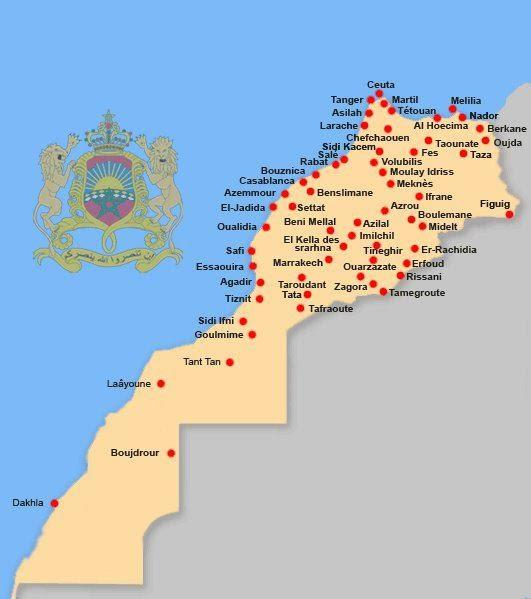 Ceuta
Tanger
Martil
Melilia
Asilah
Tétouan
Nador
Larache
Al Hoecima
Berkane
Chefchaouen
Taounate
Oujda
Sidi Kacem
Fes
Taza
Salé
Rabat
Volubilis
Bouznica
Moulay Idriss
Casablanca
Meknès
Azemmour
Benslimane
Ifrane
Figuig
El-Jadida
Settat
Azrou
Boulemane
Oualidia
Beni Mellal
Azilal
Midelt
Imilchil
El Kella des
srarhna
Safi
Tineghir
Er-Rachidia
Essaouira
Marrakech
Ouarzazate
Erfoud
Rissani
Agadir
Taroudant
Zagora
Tamegroute
Tiznit
Tata
Tafraoute
Sidi Ifni
Goulmime
Tant Tan
Laâyoune
Boujdrour
Dakhla